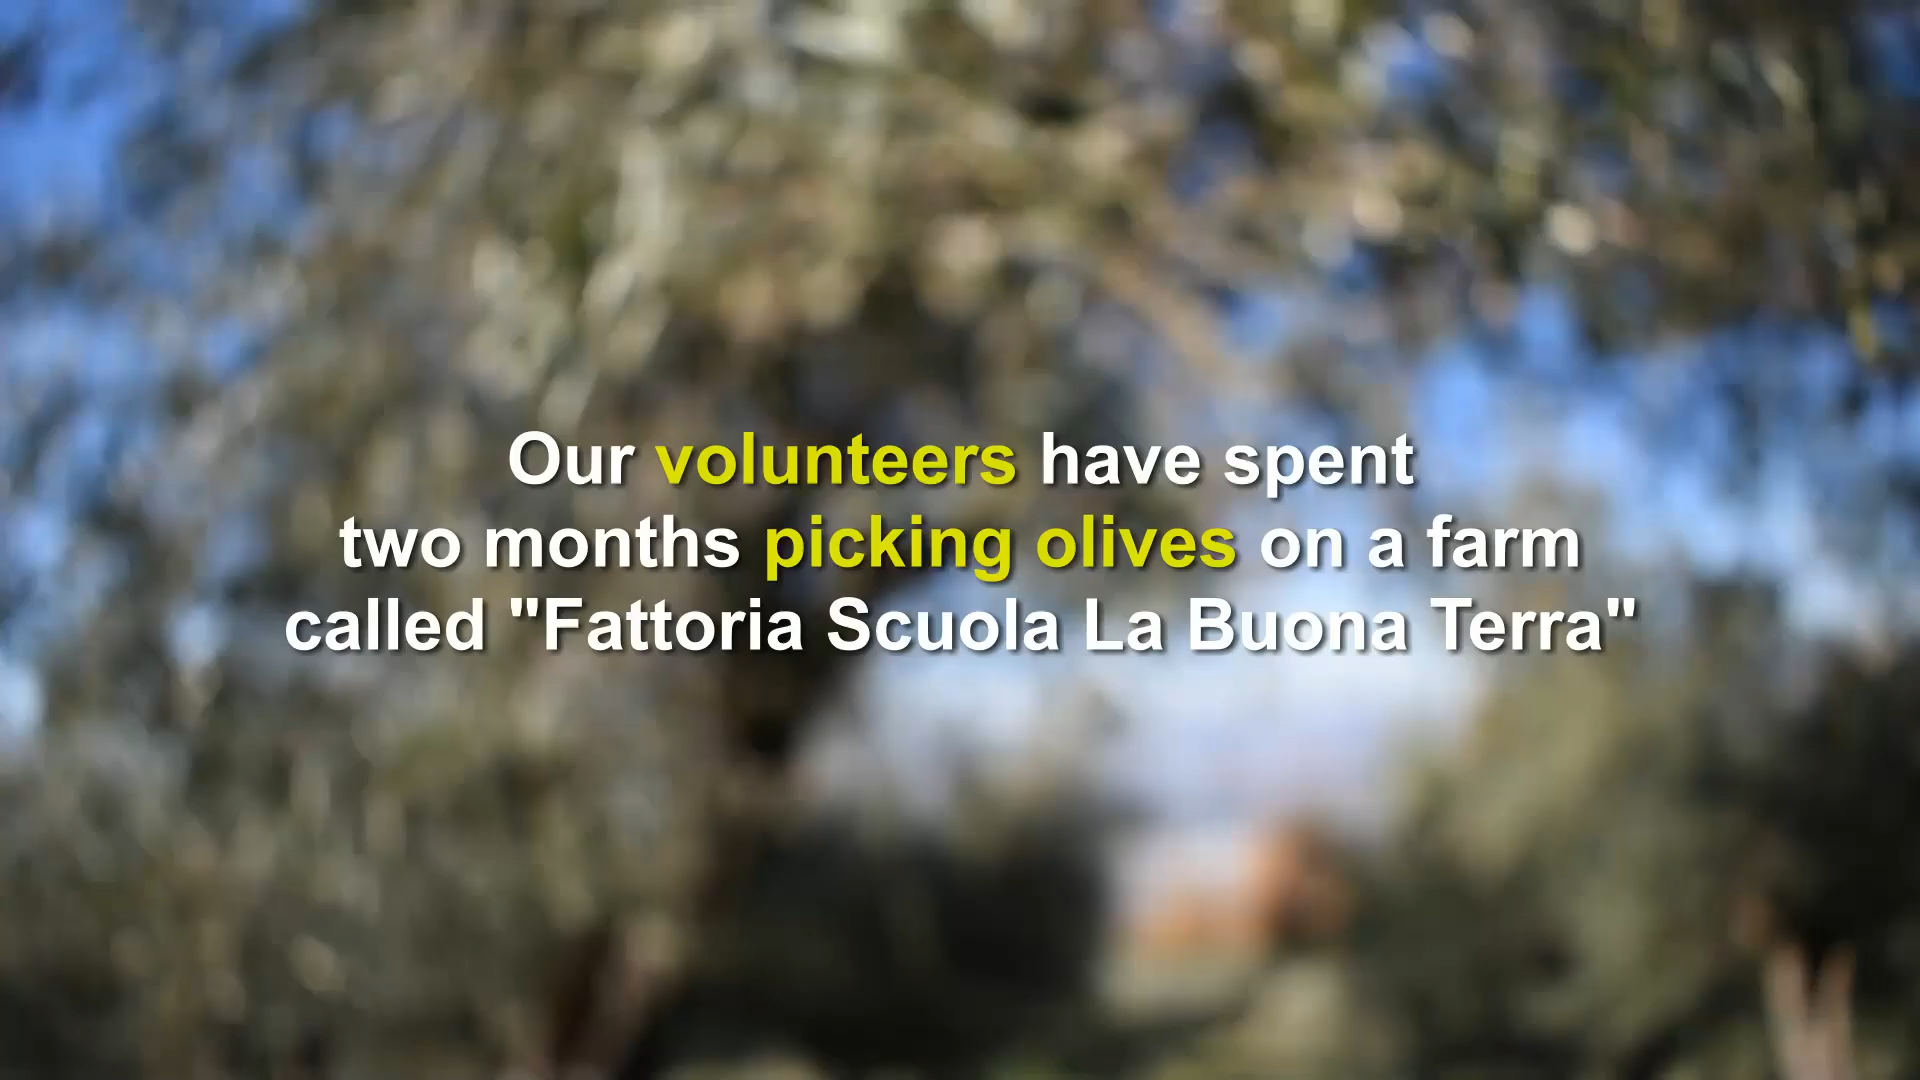 Our volunteers have spent
two months picking olives on a farm
called "Fattoria Scuola La Buona Terra"